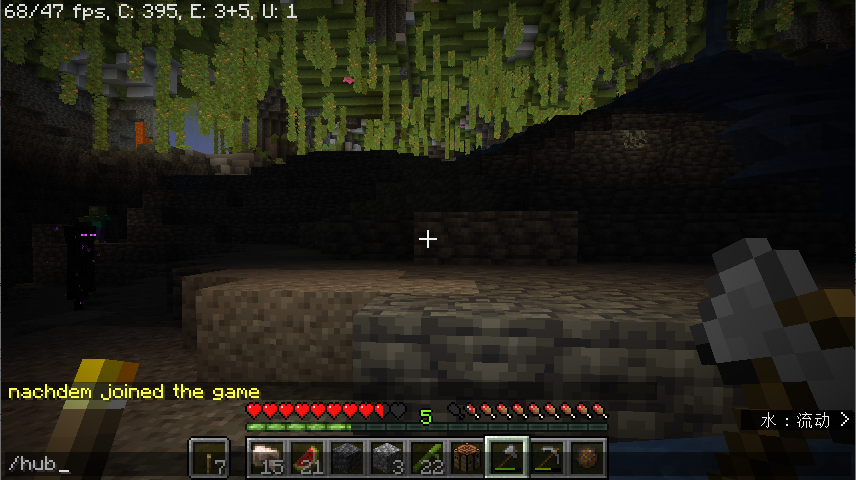 68/47 fps, C: 395, E: 3+5, U: 1
nachdem joined the game
5
水：流动
7
15
21
3
22
/hub_